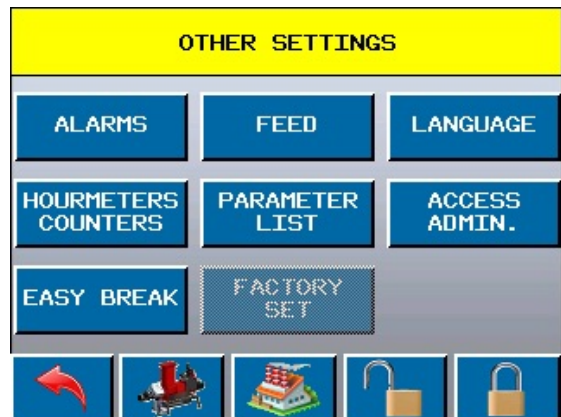 OTHER SETTINGS
ALARMS
FEED
LANGUAGE
HOURMETERS
COUNTERS
PARAMETER
LIST
ACCESS
ADMIN.
EASY BREAK
FACTORY
SET